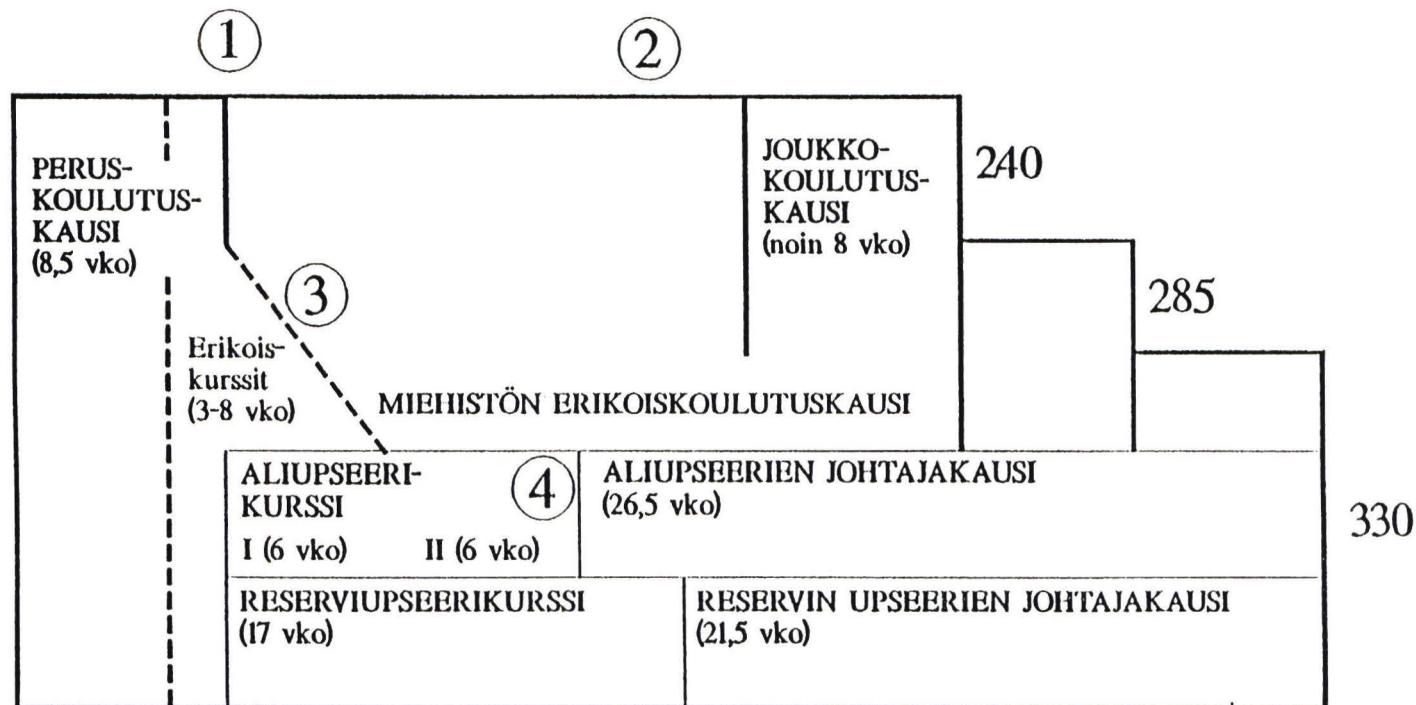 1
2
PERUS-
KOULUTUS-
KAUSI
(8,5 vko)
JOUKKO-
KOULUTUS-
KAUSI
(noin 8 vko)
240
285
3
Erikois-
kurssit
(3-8 vko)
MIEHISTÖN ERIKOISKOULUTUSKAUSI
ALIUPSEERI-
KURSSI
I (6 vko) II (6 vko)
4
ALIUPSEERIEN JOHTAJAKAUSI
(26,5 vko)
330
RESERVIUPSEERIKURSSI
(17 vko)
RESERVIN UPSEERIEN JOHTAJAKAUSI
(21,5 vko)